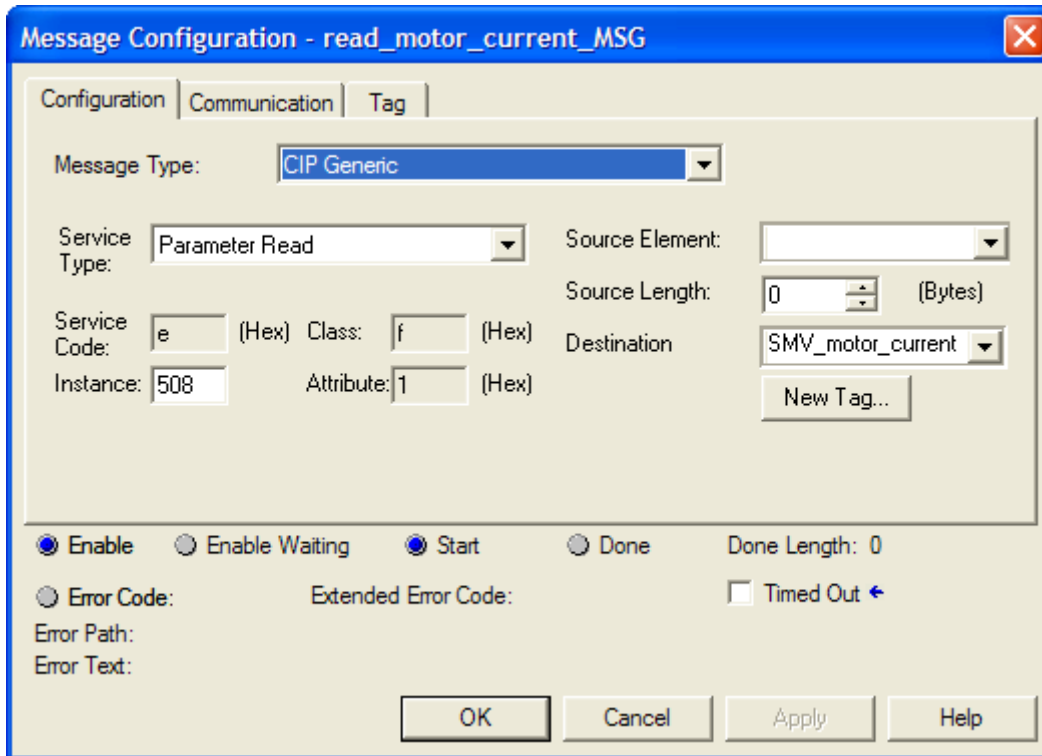 Message Configuration - read_motor_current_MSG
Configuration Communication Tag
Message Type: CIP Generic
Service Type: Parameter Read Source Element:
Source Length: 0 (Bytes)
Service Code: e (Hex) Class: f (Hex) Destination SMV_motor_current
Instance: 508 Attribute: 1 (Hex) New Tag...
Enable Enable Waiting Start Done Done Length: 0
Error Code: Extended Error Code: Timed Out
Error Path:
Error Text:
OK Cancel Apply Help